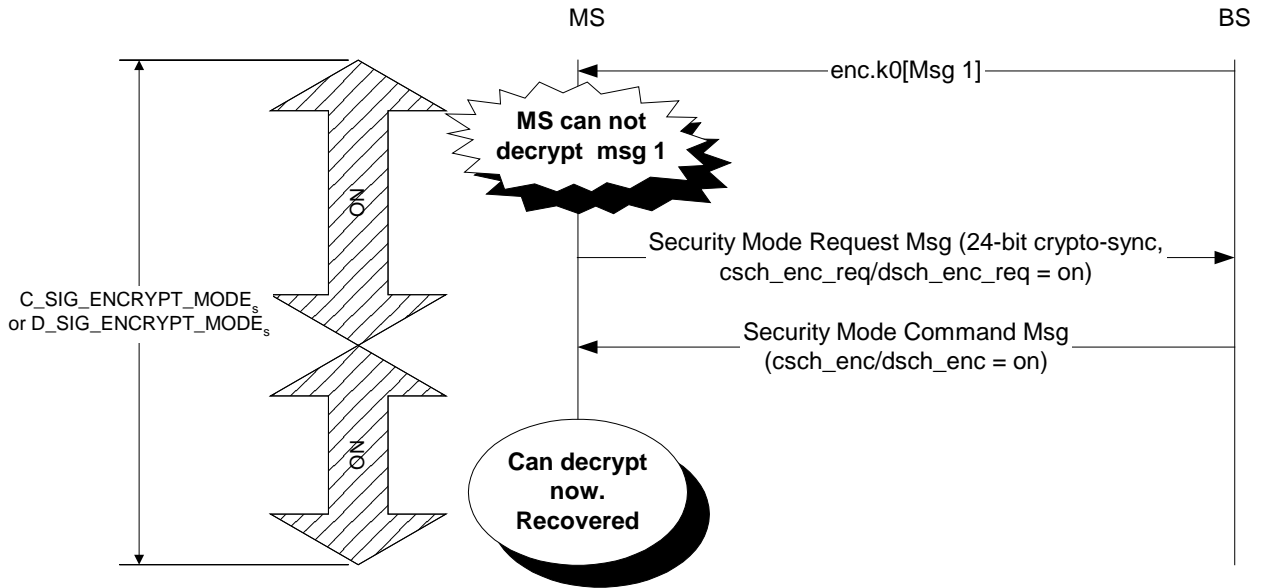 MS
BS
enc.k0[Msg 1]
MS can not
decrypt msg 1
ON
Security Mode Request Msg (24-bit crypto-sync,
csch_enc_req/dsch_enc_req = on)
C_SIG_ENCRYPT_MODEs
or D_SIG_ENCRYPT_MODEs
Security Mode Command Msg
(csch_enc/dsch_enc = on)
ON
Can decrypt
now.
Recovered